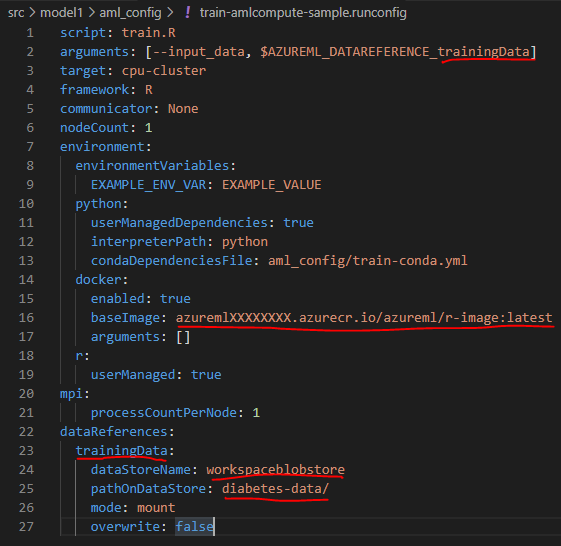 src > model1 > aml_config > ! train-amlcompute-sample.runconfig
1 script: train.R
2 arguments: [--input_data, $AZUREML_DATAREFERENCE_trainingData]
3 target: cpu-cluster
4 framework: R
5 communicator: None
6 nodeCount: 1
7 environment:
8   environmentVariables:
9     EXAMPLE_ENV_VAR: EXAMPLE_VALUE
10   python:
11     userManagedDependencies: true
12     interpreterPath: python
13     condaDependenciesFile: aml_config/train-conda.yml
14   docker:
15     enabled: true
16     baseImage: azuremlXXXXXXXX.azurecr.io/azureml/r-image:latest
17     arguments: []
18   r:
19     userManaged: true
20 mpi:
21     processCountPerNode: 1
22 dataReferences:
23   trainingData:
24     dataStoreName: workspaceblobstore
25     pathOnDataStore: diabetes-data/
26     mode: mount
27     overwrite: false